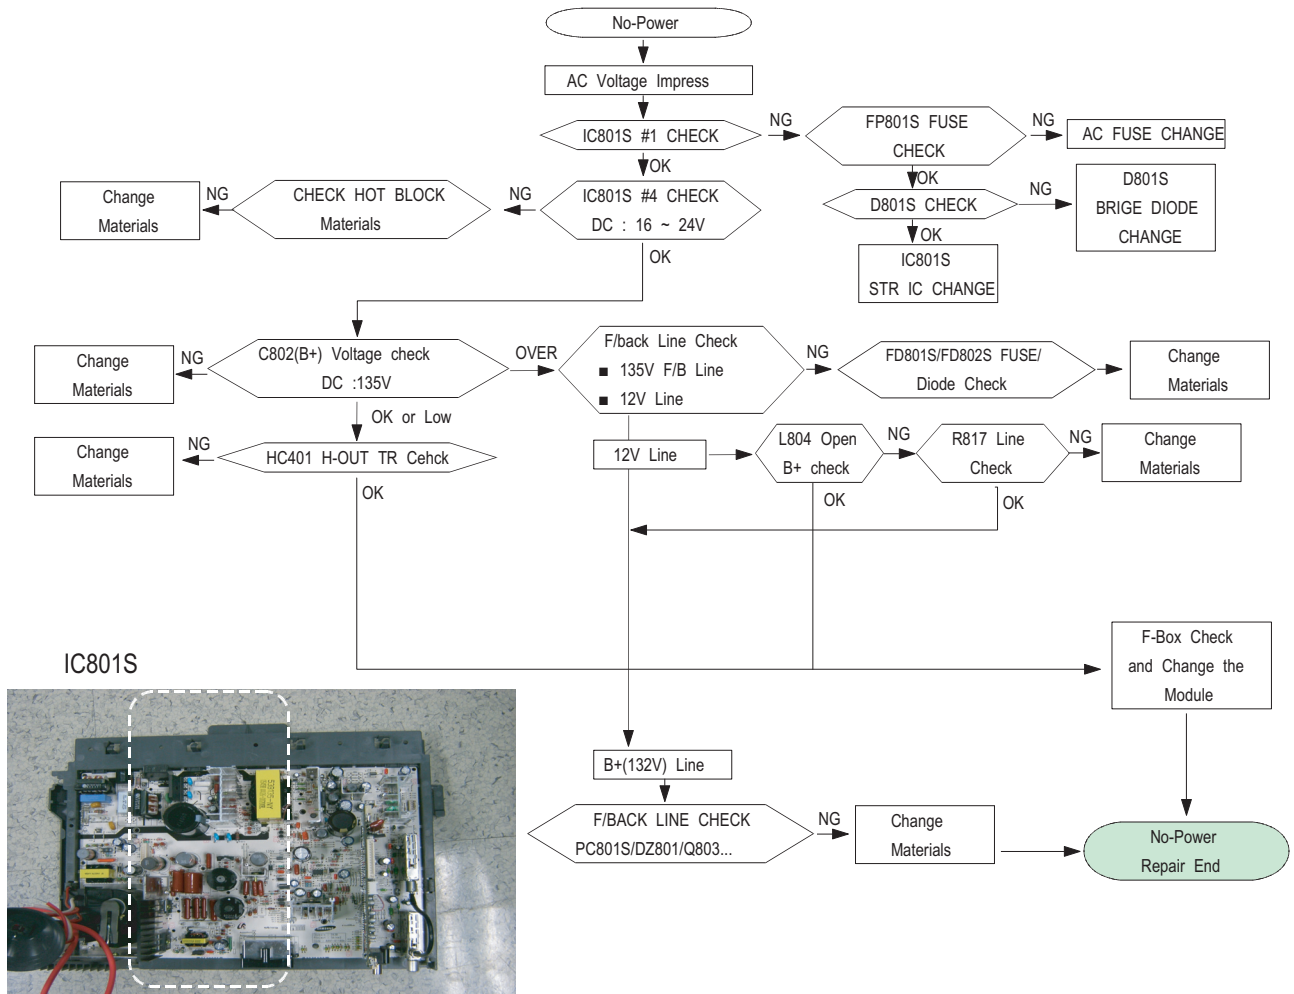 No-Power
AC Voltage Impress
IC801S #1 CHECK
NG
FP801S FUSE
CHECK
NG
AC FUSE CHANGE
OK
OK
Change
Materials
NG
CHECK HOT BLOCK
Materials
NG
IC801S #4 CHECK
DC : 16 ~ 24V
D801S CHECK
NG
D801S
BRIGE DIODE
CHANGE
OK
OK
IC801S
STR IC CHANGE
Change
Materials
NG
C802(B+) Voltage check
DC :135V
OVER
F/back Line Check
■ 135V F/B Line
■ 12V Line
NG
FD801S/FD802S FUSE/
Diode Check
Change
Materials
OK or Low
Change
Materials
NG
HC401 H-OUT TR Cehck
12V Line
L804 Open
B+ check
NG
R817 Line
Check
NG
Change
Materials
OK
OK
OK
F-Box Check
and Change the
Module
IC801S
B+(132V) Line
F/BACK LINE CHECK
PC801S/DZ801/Q803...
NG
Change
Materials
No-Power
Repair End